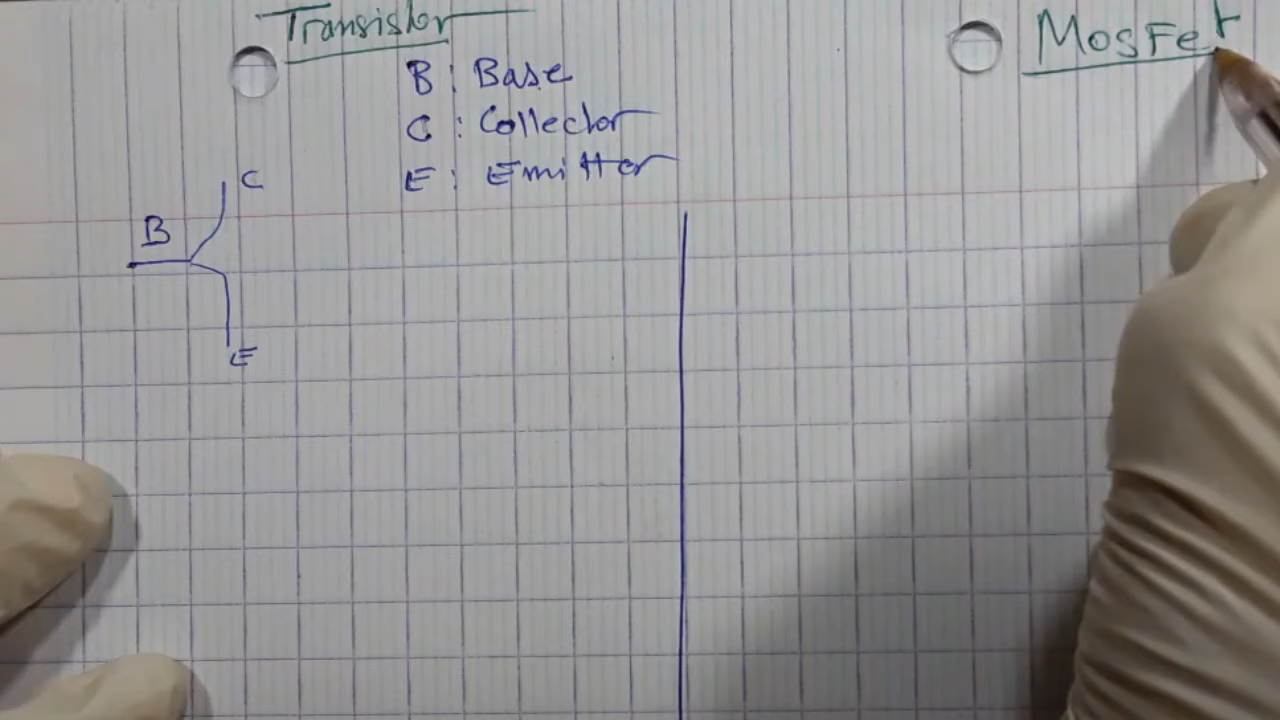 Transistor
B : Base
C : Collector
E : Emitter
C
B
E
MosFet